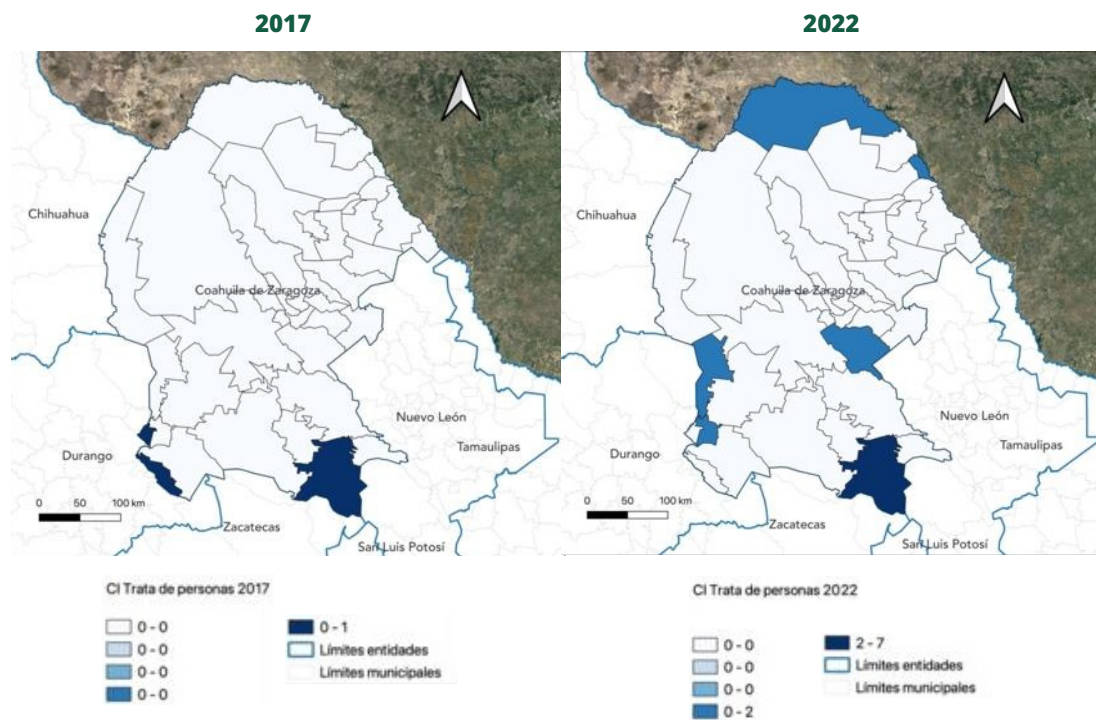 2017
2022
Chihuahua
Coahuila de Zaragoza
Nuevo León
Tamaulipas
Durango
Zacatecas
San Luis Potosí
0 50 100 km
Chihuahua
Coahuila de Zaragoza
Nuevo León
Tamaulipas
Durango
Zacatecas
San Luis Potosí
0 50 100 km
CI Trata de personas 2017
0 - 0
0 - 0
0 - 0
0 - 0
0 - 1
Límites entidades
Límites municipales
CI Trata de personas 2022
0 - 0
0 - 0
0 - 0
0 - 2
2 - 7
Límites entidades
Límites municipales